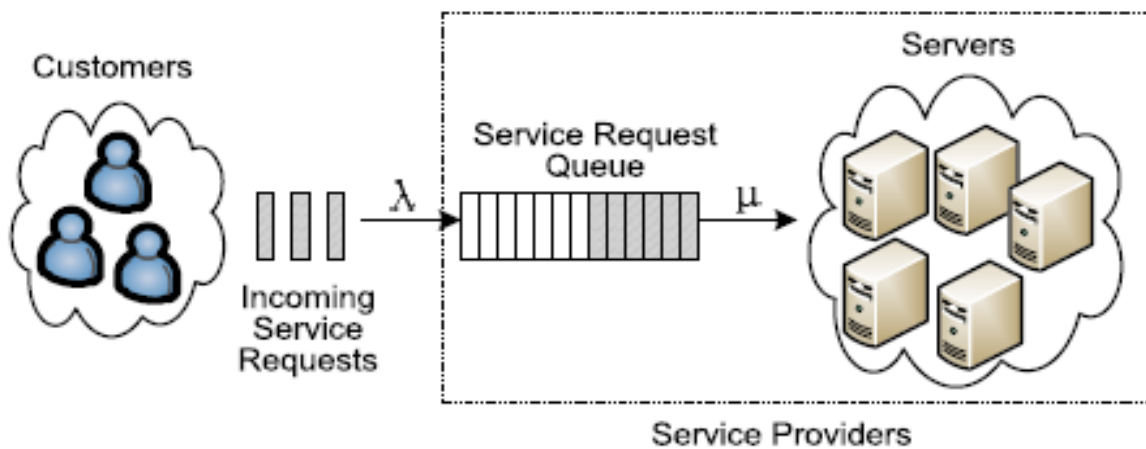 Customers
Servers
Service Request
Queue
λ
μ
Incoming
Service
Requests
Service Providers